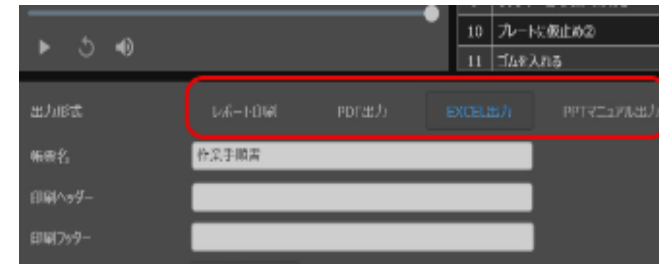 10 プレートに仮止め②
11 ゴムを入れる
出力形式 レポート印刷 PDF出力 EXCEL出力 PPTマニュアル出力
帳票名 作業手順書
印刷ヘッダー
印刷フッター